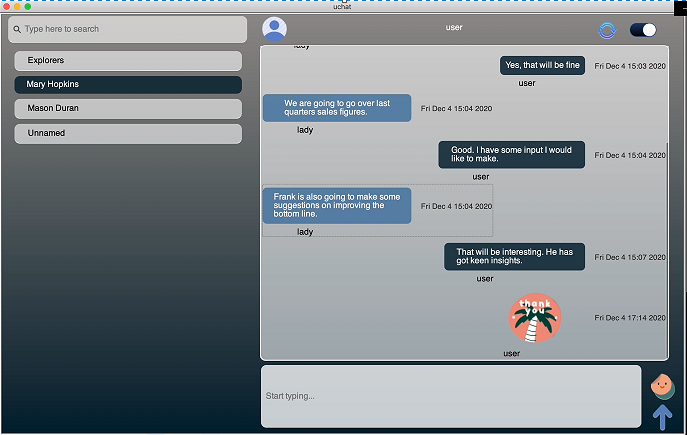 uchat
Type here to search
Explorers
Mary Hopkins
Mason Duran
Unnamed
user
lady
Yes, that will be fine
Fri Dec 4 15:03 2020
user
We are going to go over last
quarters sales figures.
Fri Dec 4 15:04 2020
lady
Good. I have some input I would
like to make.
Fri Dec 4 15:04 2020
user
Frank is also going to make some
suggestions on improving the
bottom line.
Fri Dec 4 15:04 2020
lady
That will be interesting. He has
got keen insights.
Fri Dec 4 15:07 2020
user
thank
you
Fri Dec 4 17:14 2020
user
Start typing...